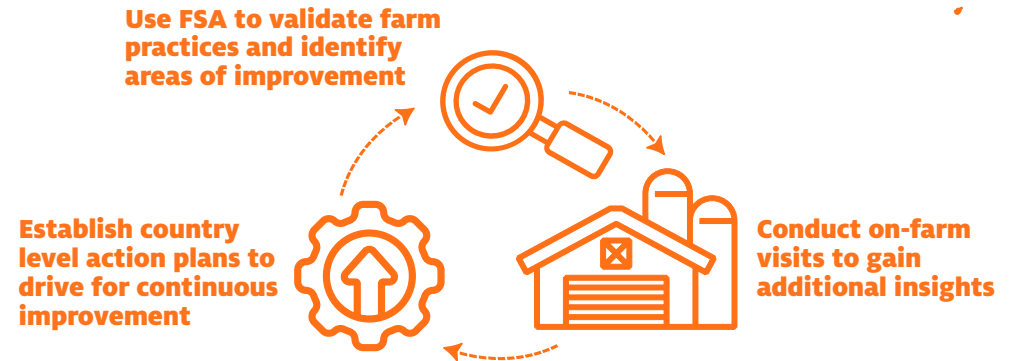 Use FSA to validate farm
practices and identify
areas of improvement
Conduct on-farm
visits to gain
additional insights
Establish country
level action plans to
drive for continuous
improvement